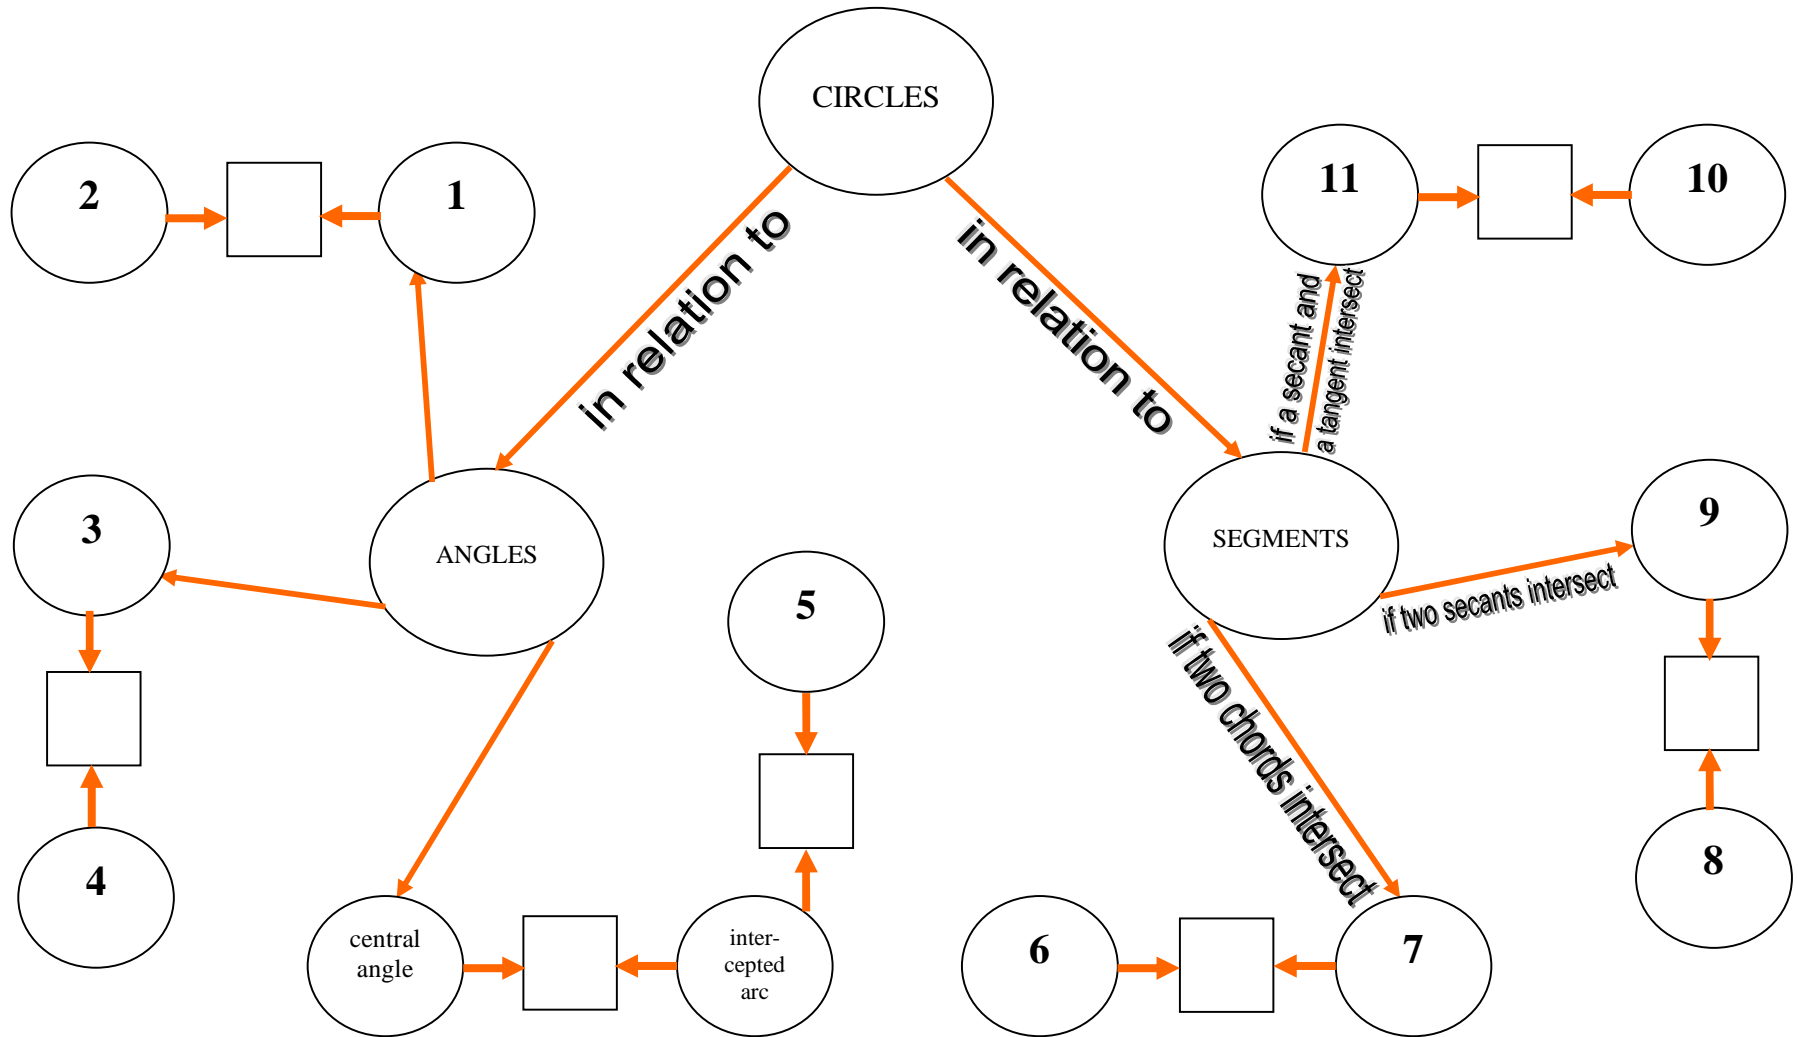 CIRCLES
2
1
11
10
in relation to
in relation to
if a secant and
a tangent intersect
3
ANGLES
5
SEGMENTS
9
if two secants intersect
if two chords intersect
4
8
central
angle
inter-
cepted
arc
6
7